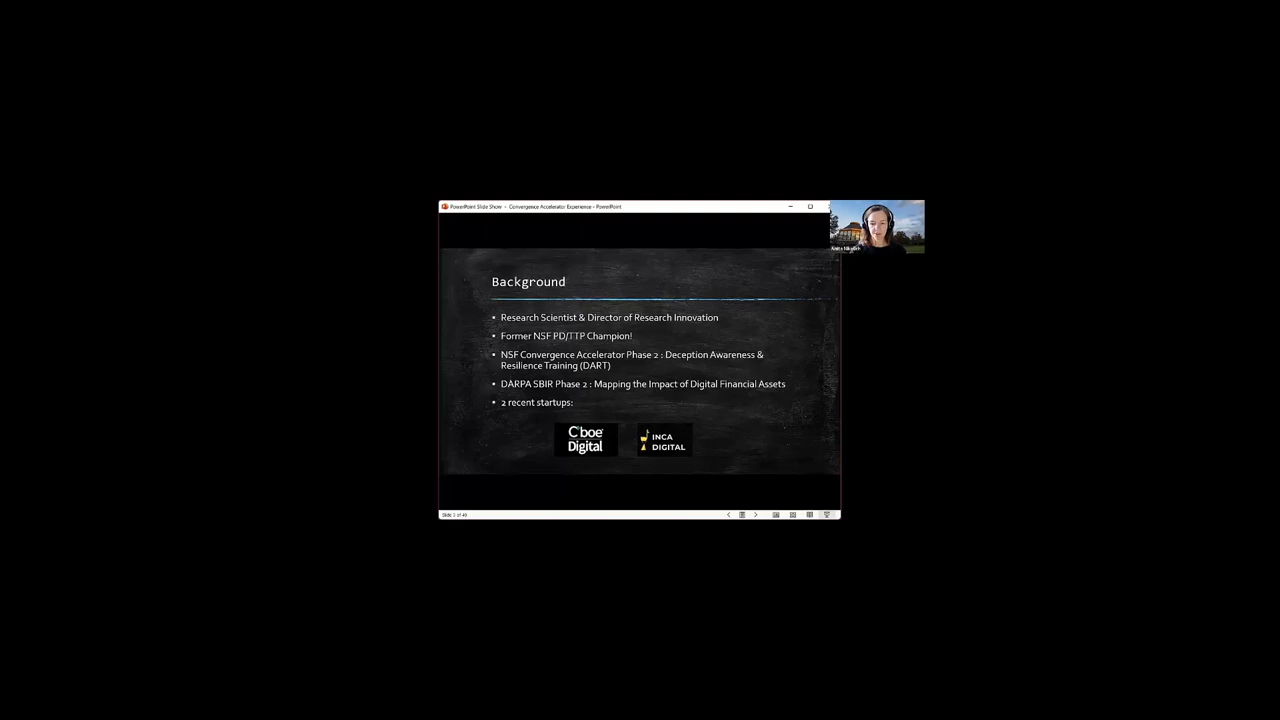 PowerPoint Slide Show - Convergence Accelerator Experience - PowerPoint
Background
▪ Research Scientist & Director of Research Innovation
▪ Former NSF PD/TTP Champion!
▪ NSF Convergence Accelerator Phase 2 : Deception Awareness &
Resilience Training (DART)
▪ DARPA SBIR Phase 2 : Mapping the Impact of Digital Financial Assets
▪ 2 recent startups:
Cboe
Digital
INCA
DIGITAL